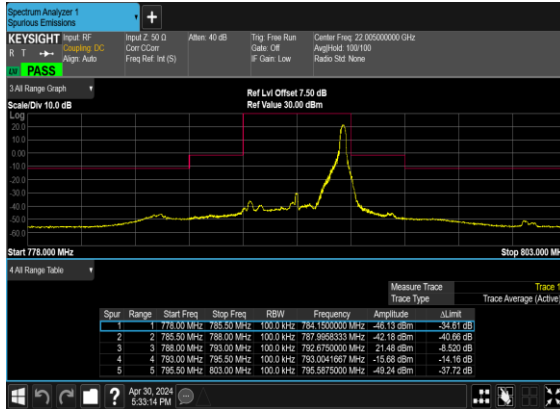 Spectrum Analyzer 1
Spurious Emissions
KEYSIGHT Input: RF Input Z: 50 Ω Atten: 40 dB Trig: Free Run Center Freq: 22.005000000 GHz
R T Coupling: DC Corr CCorr Gate: Off Avg|Hold: 100/100
Align: Auto Freq Ref: Int (S) IF Gain: Low Radio Std: None
PASS
3 All Range Graph
Ref Lvl Offset 7.50 dB
Scale/Div 10.0 dB Ref Value 30.00 dBm
Log
20.0
10.0
0.00
-10.0
-20.0
-30.0
-40.0
-50.0
-60.0
Start 778.000 MHz Stop 803.000 MH
4 All Range Table
Measure Trace Trace 1
Trace Type Trace Average (Active)
Spur Range Start Freq Stop Freq RBW Frequency Amplitude ΔLimit
1 1 778.00 MHz 785.50 MHz 100.0 kHz 784.1500000 MHz -46.13 dBm -34.61 dB
2 2 785.50 MHz 788.00 MHz 100.0 kHz 787.9958333 MHz -42.18 dBm -40.66 dB
3 3 788.00 MHz 793.00 MHz 100.0 kHz 792.6750000 MHz 21.48 dBm -8.520 dB
4 4 793.00 MHz 795.50 MHz 100.0 kHz 793.0041667 MHz -15.68 dBm -14.16 dB
5 5 795.50 MHz 803.00 MHz 100.0 kHz 795.5875000 MHz -49.24 dBm -37.72 dB
Apr 30, 2024
5:33:14 PM